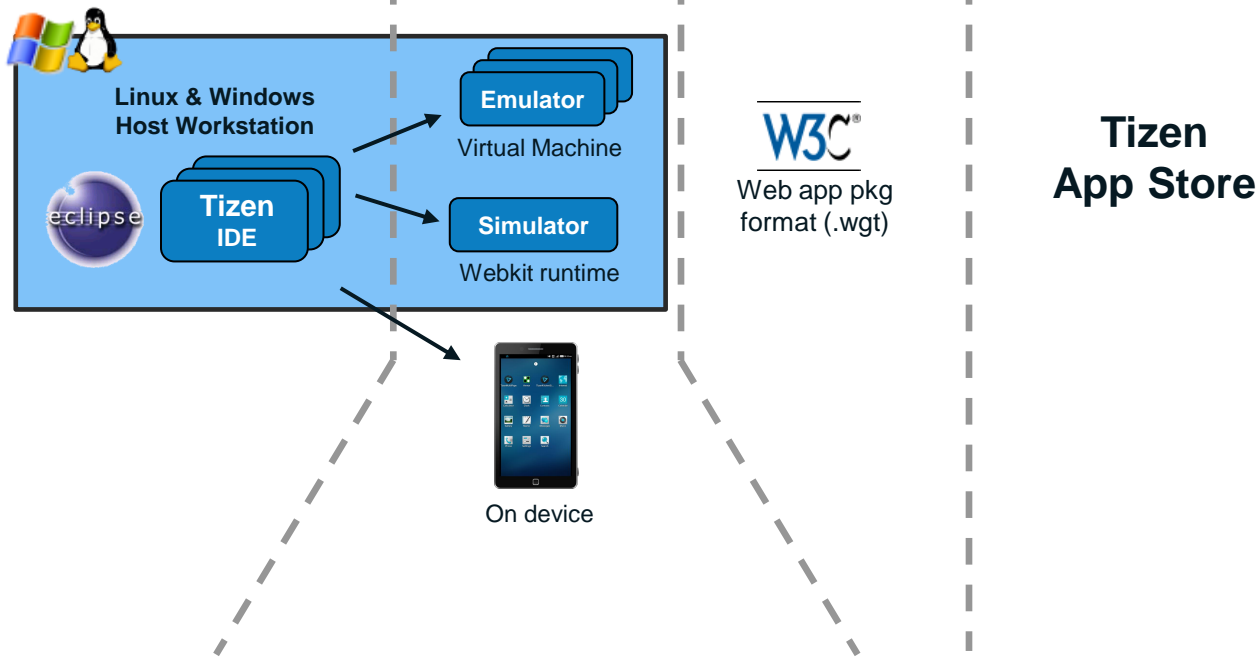 Linux & Windows
Host Workstation
eclipse
Tizen
IDE
Emulator
Virtual Machine
Simulator
Webkit runtime
On device
W3C®
Web app pkg
format (.wgt)
Tizen
App Store